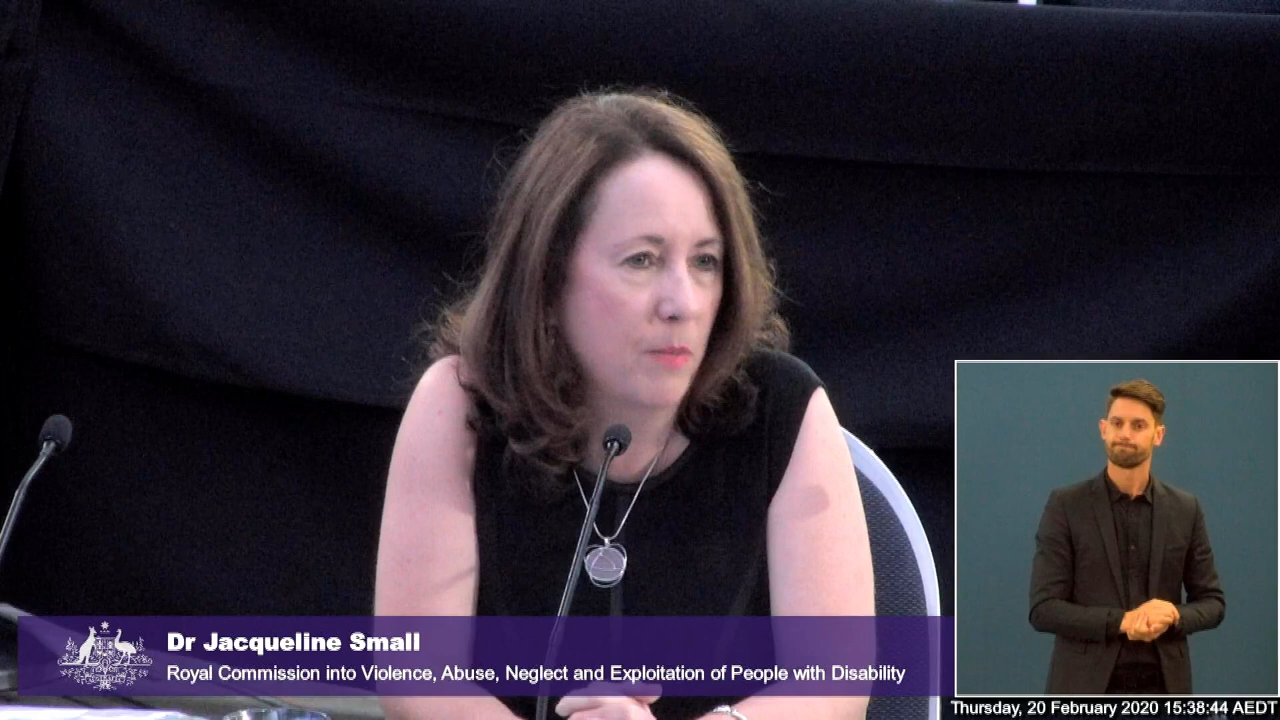 Dr Jacqueline Small
Royal Commission into Violence, Abuse, Neglect and Exploitation of People with Disability
Thursday, 20 February 2020 15:38:44 AEDT